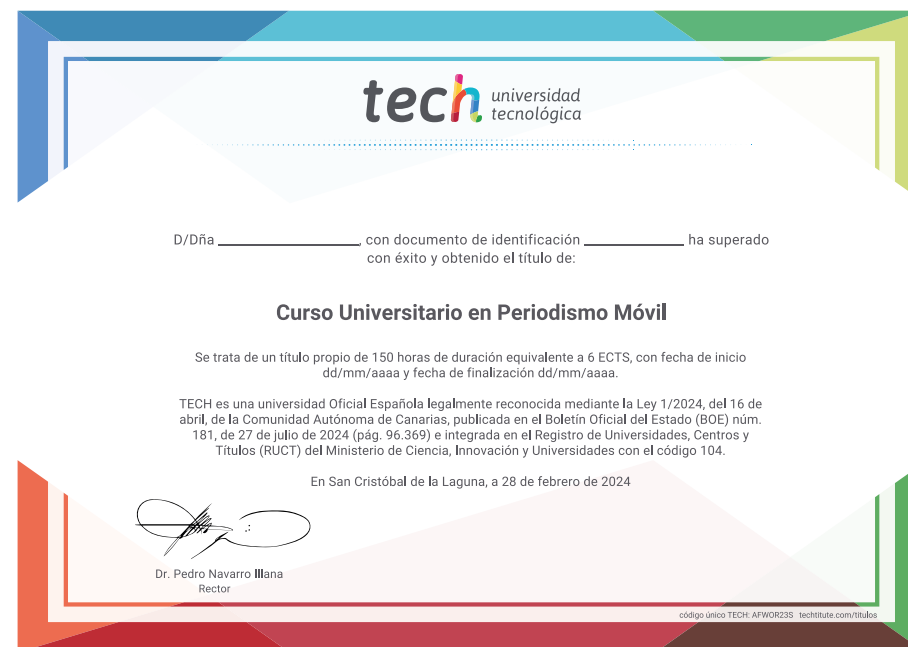 tech universidad
tecnológica
D/Dña ____________________, con documento de identificación ______________ ha superado
con éxito y obtenido el título de:
Curso Universitario en Periodismo Móvil
Se trata de un título propio de 150 horas de duración equivalente a 6 ECTS, con fecha de inicio
dd/mm/aaaa y fecha de finalización dd/mm/aaaa.
TECH es una universidad Oficial Española legalmente reconocida mediante la Ley 1/2024, del 16 de
abril, de la Comunidad Autónoma de Canarias, publicada en el Boletín Oficial del Estado (BOE) núm.
181, de 27 de julio de 2024 (pág. 96.369) e integrada en el Registro de Universidades, Centros y
Títulos (RUCT) del Ministerio de Ciencia, Innovación y Universidades con el código 104.
En San Cristóbal de la Laguna, a 28 de febrero de 2024
Dr. Pedro Navarro Illana
Rector
código único TECH: AFWOR23S techtitute.com/titulos